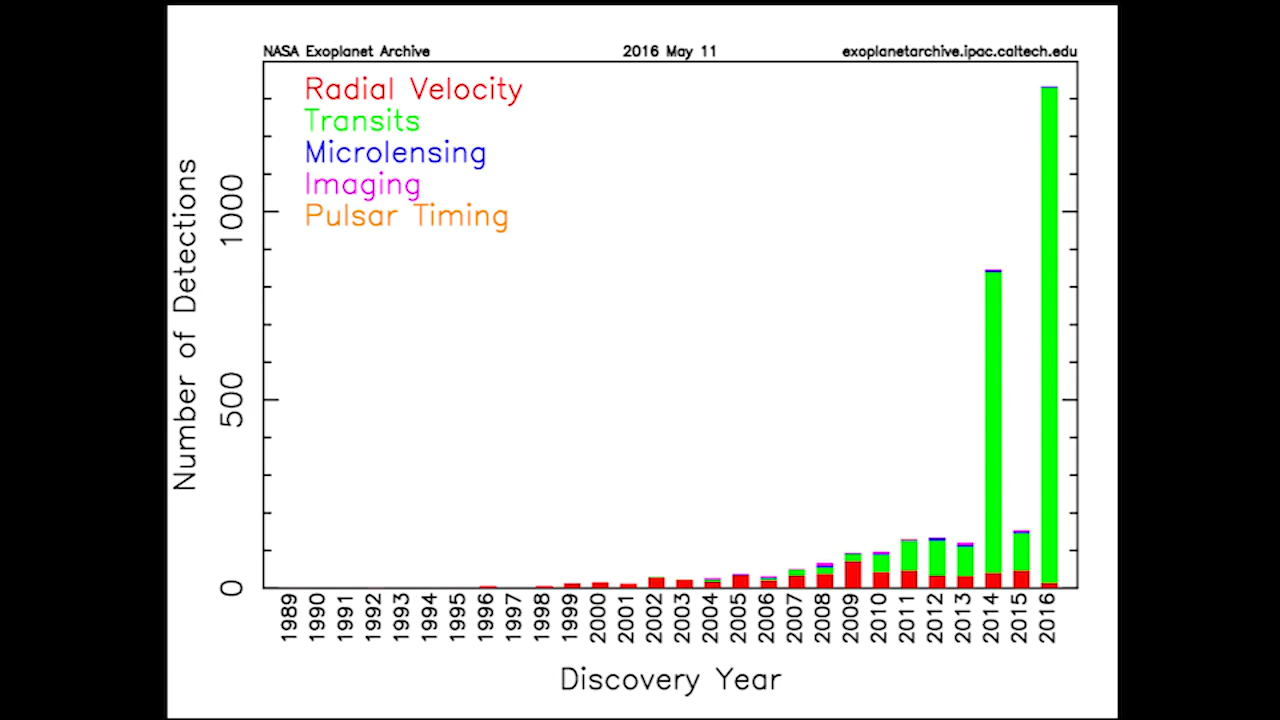 NASA Exoplanet Archive 2016 May 11 exoplanetarchive.ipac.caltech.edu
Radial Velocity
Transits
Microlensing
Imaging
Pulsar Timing
Number of Detections
1000
500
0
1989 1990 1991 1992 1993 1994 1995 1996 1997 1998 1999 2000 2001 2002 2003 2004 2005 2006 2007 2008 2009 2010 2011 2012 2013 2014 2015 2016
Discovery Year